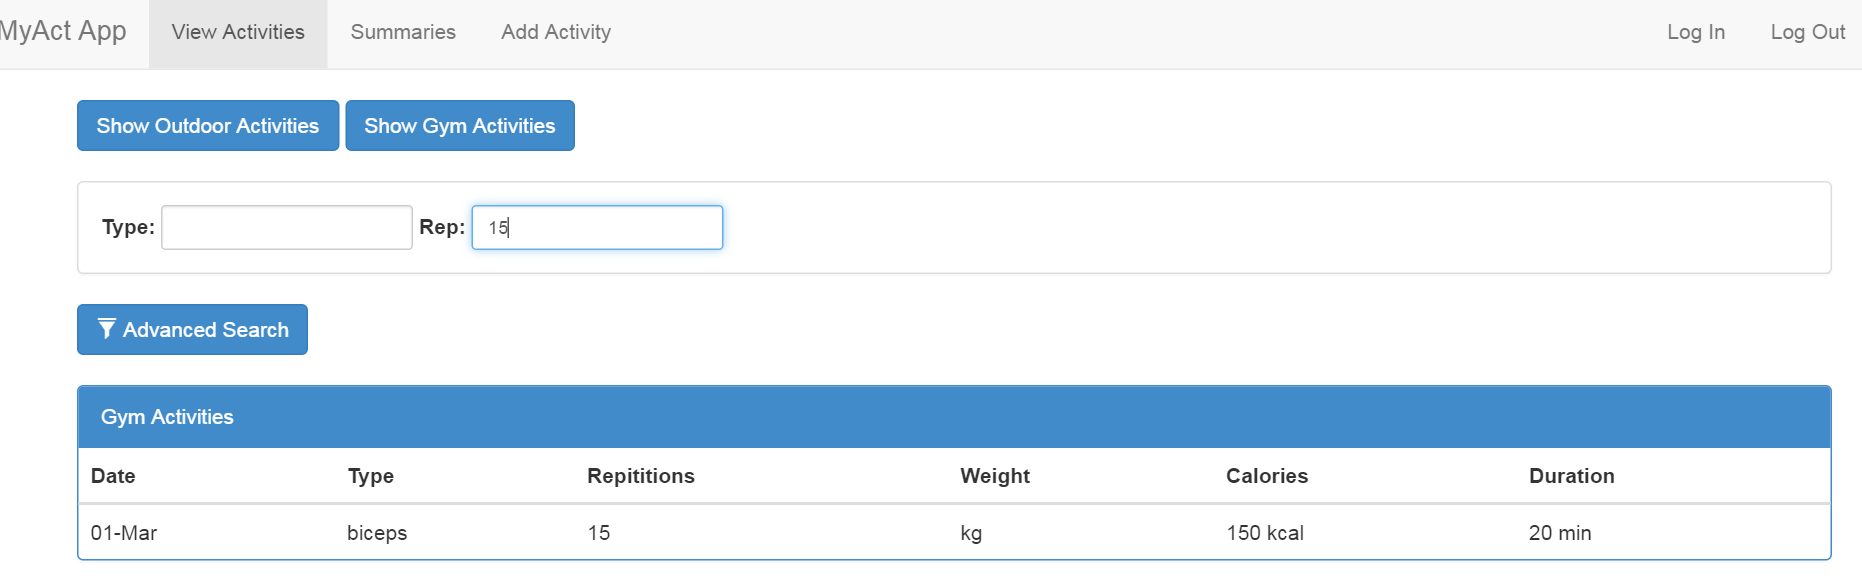 MyAct App View Activities Summaries Add Activity Log In Log Out
Show Outdoor Activities Show Gym Activities
Type: Rep: 15
Advanced Search
Gym Activities
Date Type Repititions Weight Calories Duration
01-Mar biceps 15 kg 150 kcal 20 min